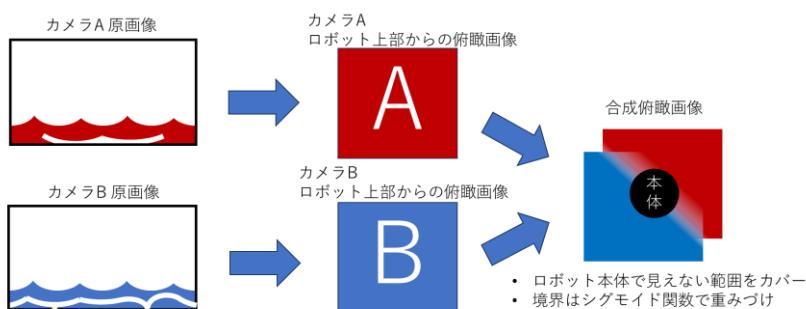 カメラA 原画像
カメラA
ロボット上部からの俯瞰画像
A
カメラB 原画像
カメラB
ロボット上部からの俯瞰画像
B
合成俯瞰画像
本
体
• ロボット本体で見えない範囲をカバー
• 境界はシグモイド関数で重みづけ